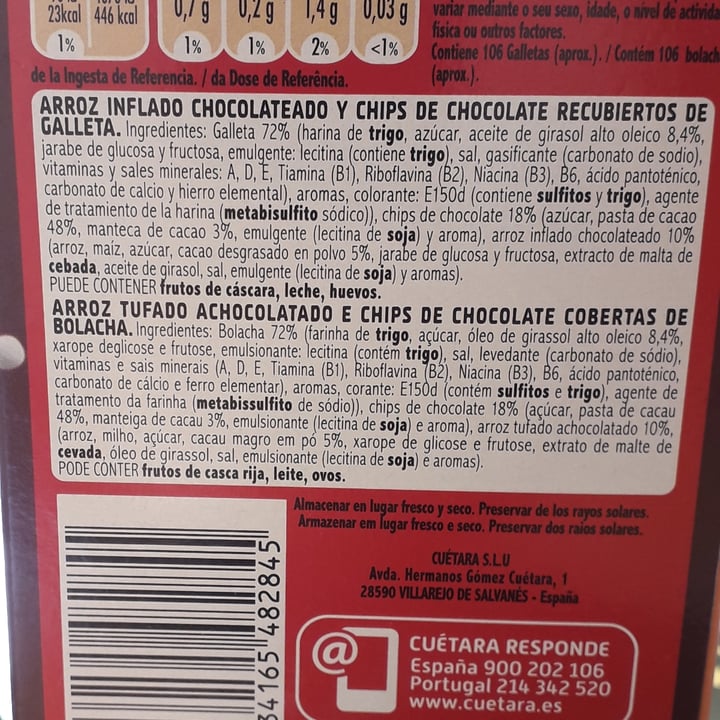 23kcal 446 kcal 0,7 g 0,2 g 1,4 g 0,03 g
1% 1% 1% 2% <1%
de la Ingesta de Referencia. / da Dose de Referência.
variar mediante o seu sexo, idade, o nível de activida
física ou outros factores.
Contiene 106 Galletas (aprox.). / Contém 106 bolach
(aprox.).
ARROZ INFLADO CHOCOLATEADO Y CHIPS DE CHOCOLATE RECUBIERTOS DE
GALLETA. Ingredientes: Galleta 72% (harina de trigo, azúcar, aceite de girasol alto oleico 8,4%,
jarabe de glucosa y fructosa, emulgente: lecitina (contiene trigo), sal, gasificante (carbonato de sodio),
vitaminas y sales minerales: A, D, E, Tiamina (B1), Riboflavina (B2), Niacina (B3), B6, ácido pantoténico,
carbonato de calcio y hierro elemental), aromas, colorante: E150d (contiene sulfitos y trigo), agente
de tratamiento de la harina (metabisulfito sódico)), chips de chocolate 18% (azúcar, pasta de cacao
48%, manteca de cacao 3%, emulgente (lecitina de soja) y aroma), arroz inflado chocolateado 10%
(arroz, maíz, azúcar, cacao desgrasado en polvo 5%, jarabe de glucosa y fructosa, extracto de malta de
cebada, aceite de girasol, sal, emulgente (lecitina de soja) y aromas).
PUEDE CONTENER frutos de cáscara, leche, huevos.
ARROZ TUFADO ACHOCOLATADO E CHIPS DE CHOCOLATE COBERTAS DE
BOLACHA. Ingredientes: Bolacha 72% (farinha de trigo, açúcar, óleo de girassol alto oleico 8,4%,
xarope deglicose e frutose, emulsionante: lecitina (contém trigo), sal, levedante (carbonato de sódio),
vitaminas e sais minerais (A, D, E, Tiamina (B1), Riboflavina (B2), Niacina (B3), B6, ácido pantoténico,
carbonato de cálcio e ferro elementar), aromas, corante: E150d (contém sulfitos e trigo), agente de
tratamento da farinha (metabissulfito de sódio)), chips de chocolate 18% (açúcar, pasta de cacau
48%, manteiga de cacau 3%, emulsionante (lecitina de soja) e aroma), arroz tufado achocolatado 10%,
(arroz, milho, açúcar, cacau magro em pó 5%, xarope de glicose e frutose, extrato de malte de
cevada, óleo de girassol, sal, emulsionante (lecitina de soja) e aromas).
PODE CONTER frutos de casca rija, leite, ovos.
Almacenar en lugar fresco y seco. Preservar de los rayos solares.
Armazenar em lugar fresco e seco. Preservar dos raios solares.
CUÉTARA S.L.U
Avda. Hermanos Gómez Cuétara, 1
28590 VILLAREJO DE SALVANÉS - España
34165 482845
@
CUÉTARA RESPONDE
España 900 202 106
Portugal 214 342 520
www.cuetara.es